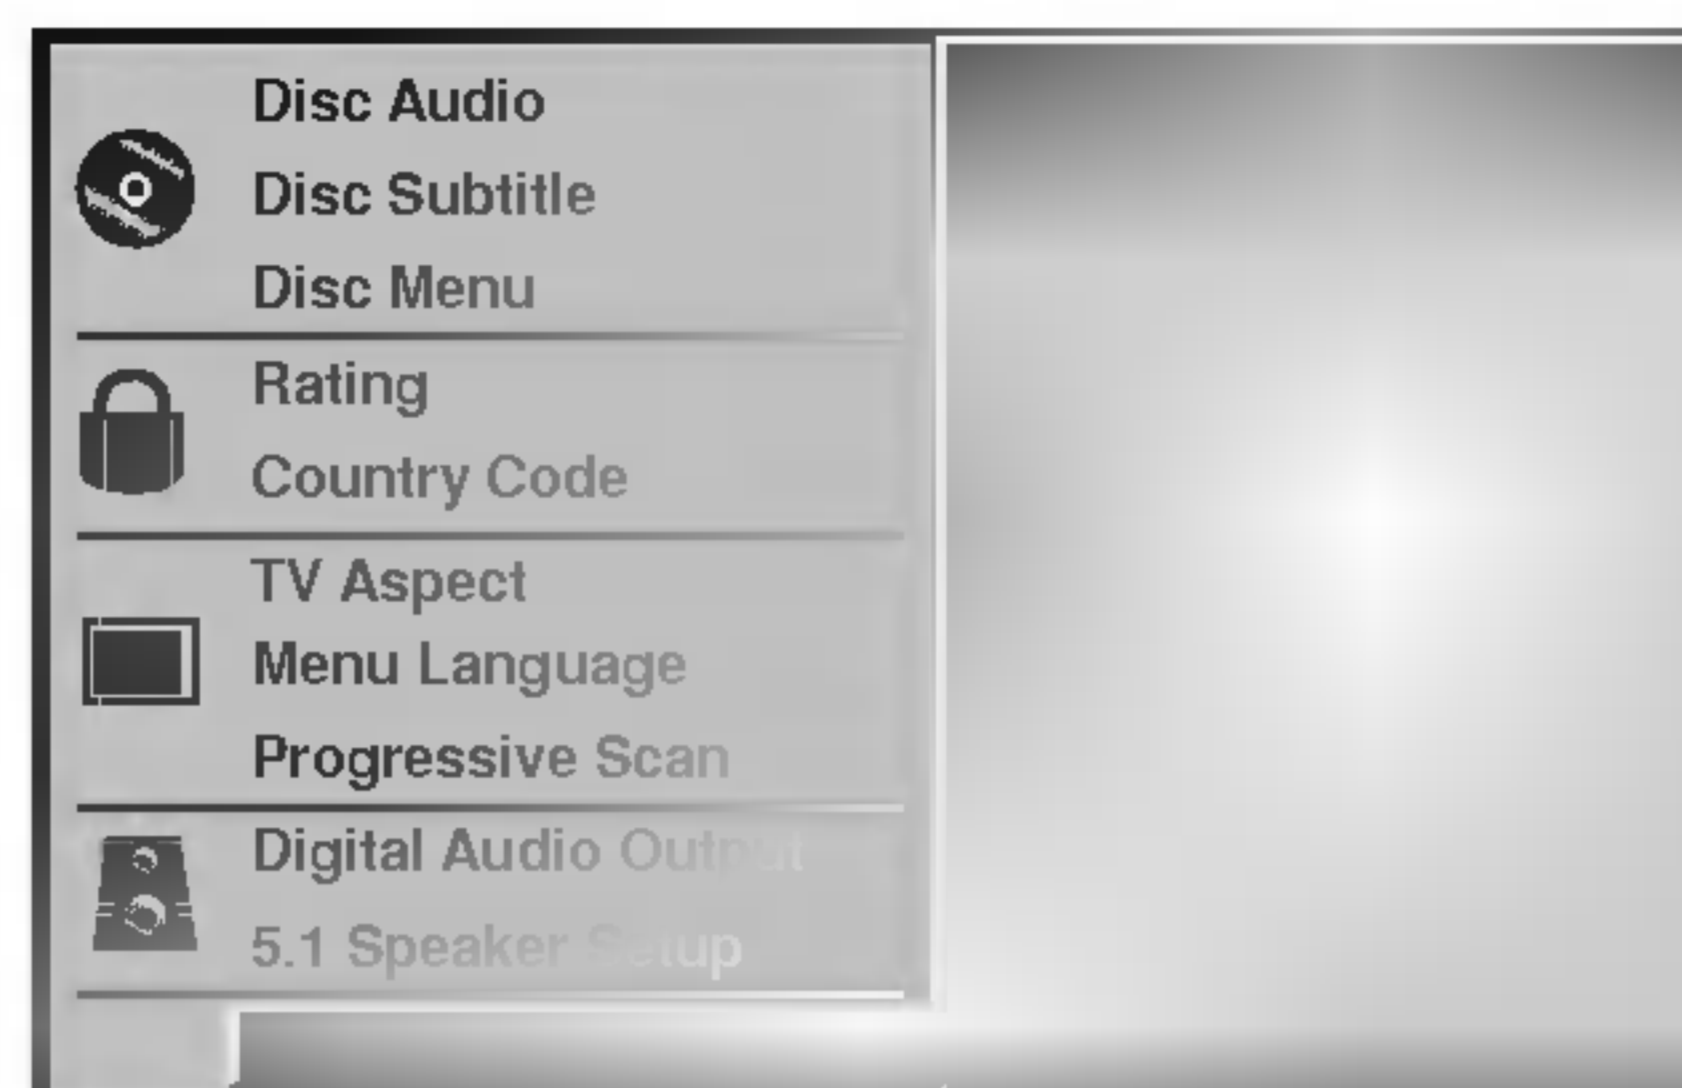 Disc Audio
Disc Subtitle
Disc Menu
Rating
Country Code
TV Aspect
Menu Language
Progressive Scan
Digital Audio Output
5.1 Speaker Setup